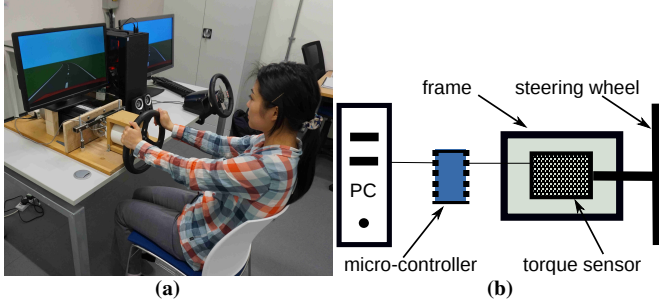 frame
steering wheel
PC
micro-controller
torque sensor
(a)
(b)